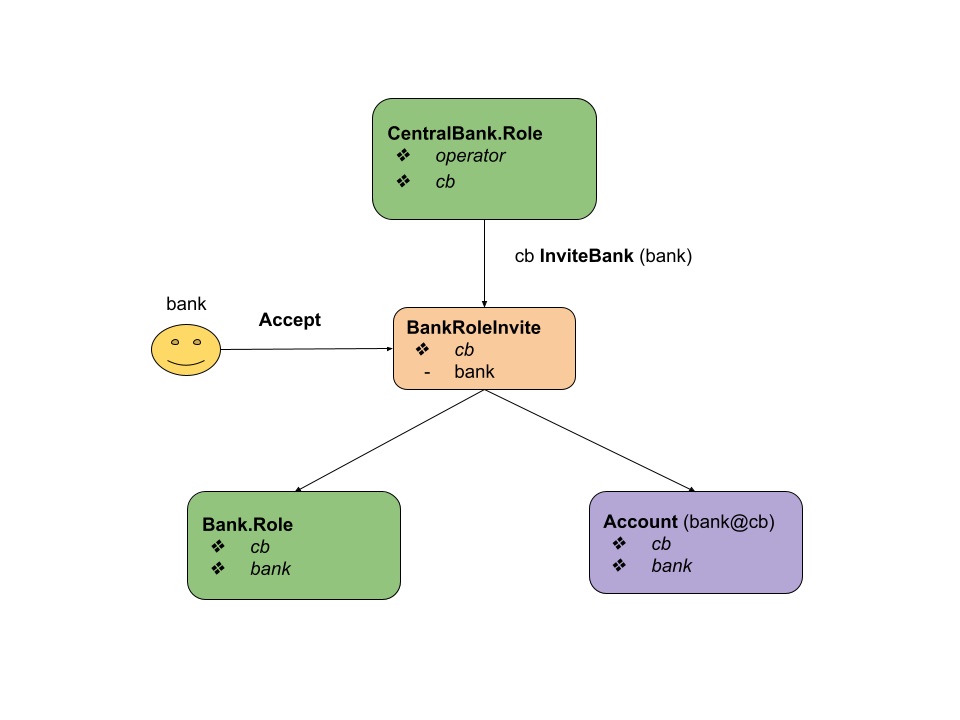 CentralBank.Role
❖ operator
❖ cb
cb InviteBank (bank)
bank
Accept
BankRoleInvite
❖ cb
- bank
Bank.Role
❖ cb
❖ bank
Account (bank@cb)
❖ cb
❖ bank